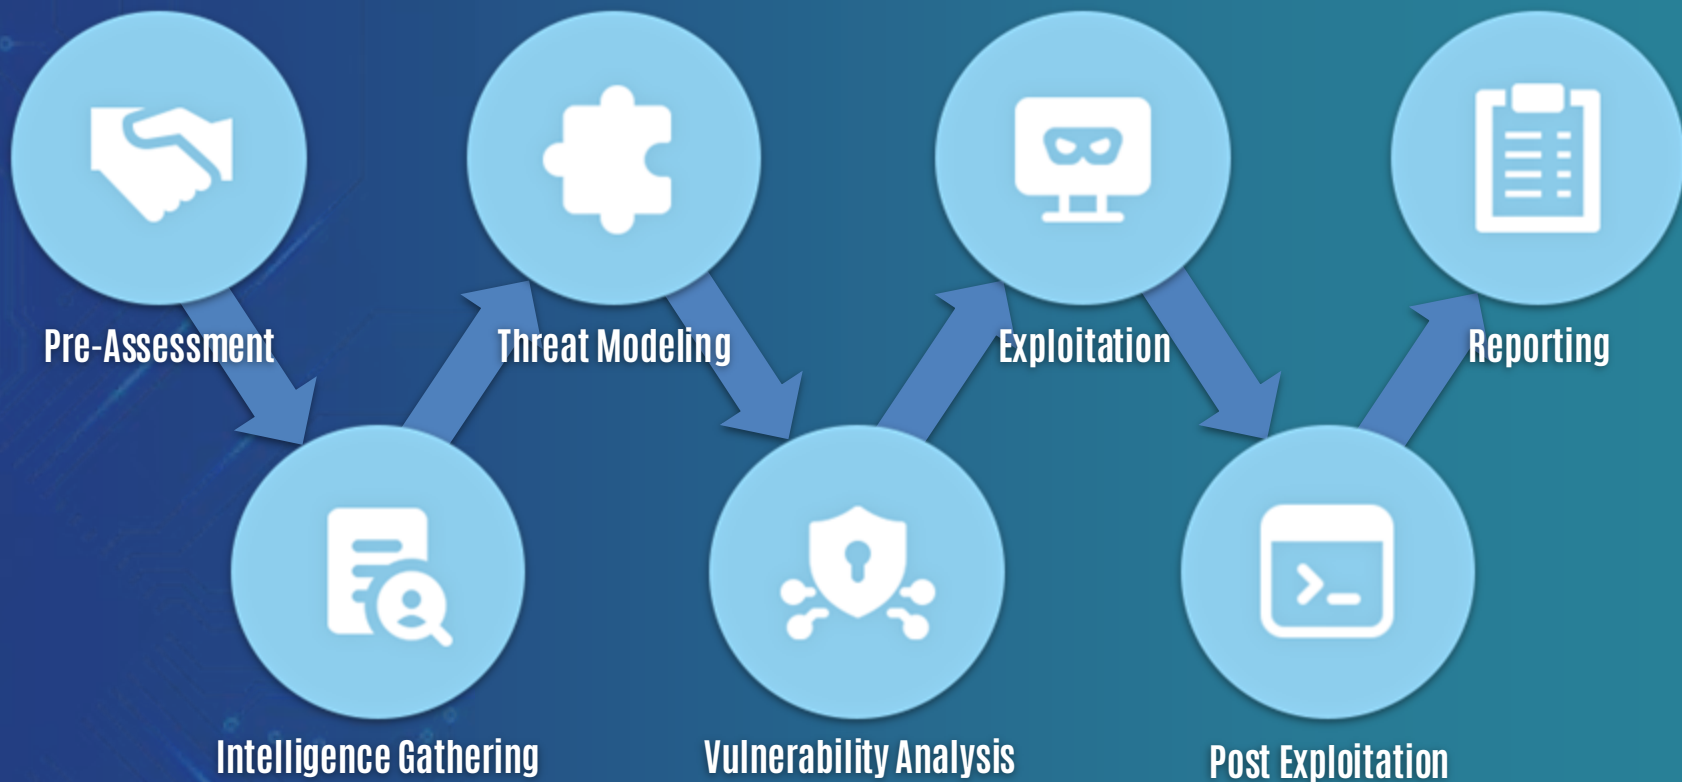 Pre-Assessment
Intelligence Gathering
Threat Modeling
Vulnerability Analysis
Exploitation
Post Exploitation
Reporting